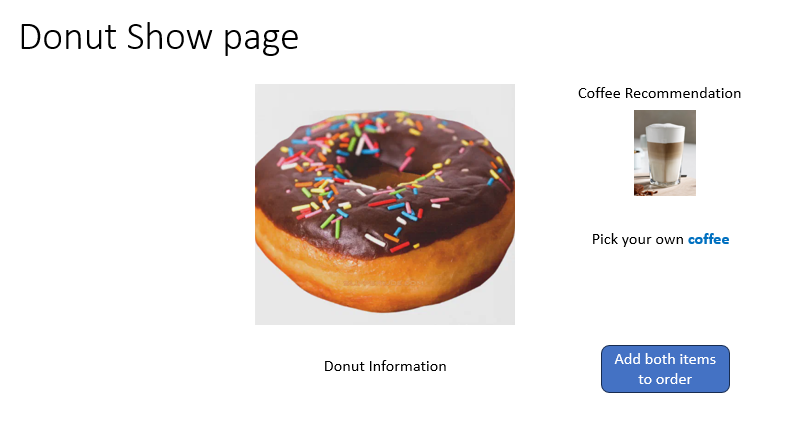 Donut Show page
Coffee Recommendation
Pick your own coffee
Donut Information
Add both items
to order